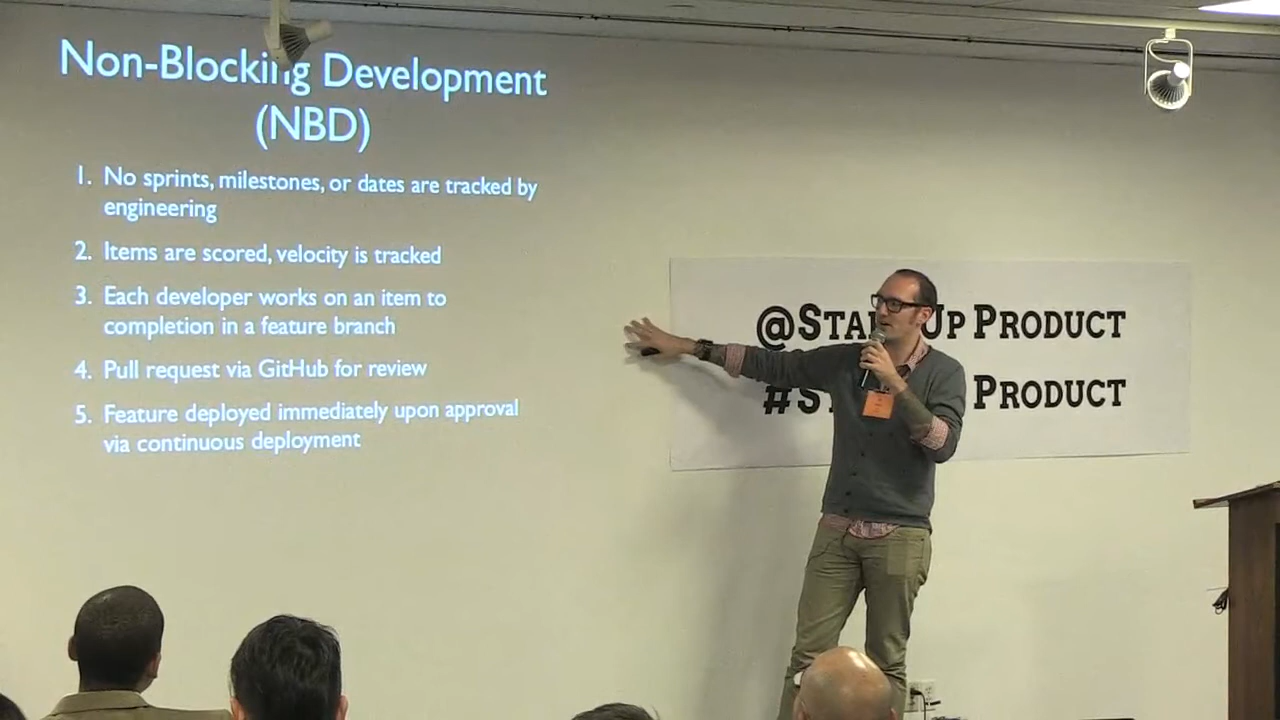 Non-Blocking Development
(NBD)
1. No sprints, milestones, or dates are tracked by
engineering
2. Items are scored, velocity is tracked
3. Each developer works on an item to
completion in a feature branch
4. Pull request via GitHub for review
5. Feature deployed immediately upon approval
via continuous deployment
@Sta Up Product
#S Product